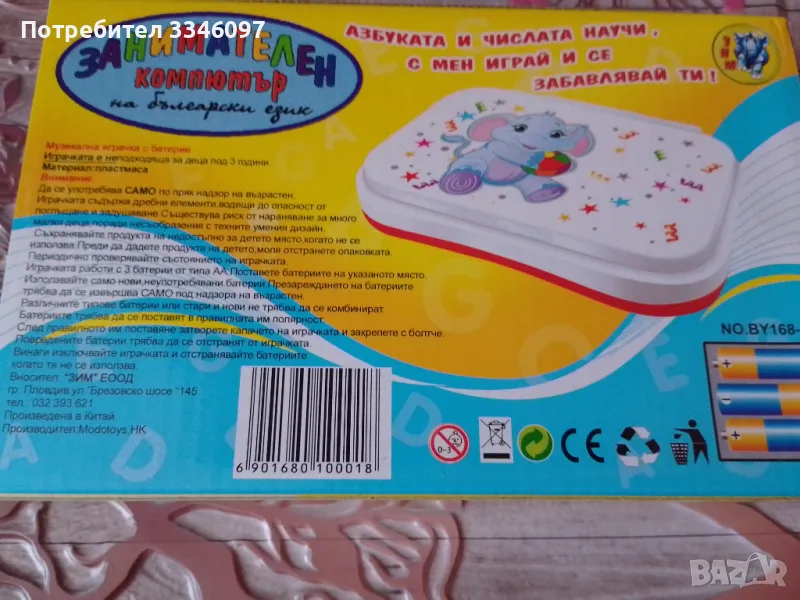 Потребител 3346097
ЗАНИМАТЕЛЕН
КОМПЮТЪР
на български език
АЗБУКАТА И ЧИСЛАТА НАУЧИ,
С МЕН ИГРАЙ И СЕ
ЗАБАВЛЯВАЙ ТИ!
ЗИМ
Музикална играчка с батерии
Играчката е неподходяща за деца под 3 години.
Материал:пластмаса
Внимание:
Да се употребява САМО по пряк надзор на възрастен.
Играчката съдържа дребни елементи,водещи до опасност от
поглъщане и задушаване.Съществува риск от нараняване за много
малки деца поради несъобразения с техните умения дизайн.
Съхранявайте продукта на недостъпно за детето място,когато не се
използва.Преди да дадете продукта на детето,моля отстранете опаковката.
Периодично проверявайте състоянието на играчката.
Играчката работи с 3 батерии от типа АА.Поставете батериите на указаното място.
Използвайте само нови,неупотребявани батерии.Презареждането на батериите
трябва да се извършва САМО под надзора на възрастен.
Различните типове батерии или стари и нови не трябва да се комбинират.
Батериите трябва да се поставят в правилната им полярност.
След правилното им поставяне затворете капачето на играчката и закрепете с болтче.
Повредените батерии трябва да се отстранят от играчката.
Винаги изключвайте играчката и отстранявайте батериите
когато тя не се използва.
Вносител: "ЗИМ" ЕООД
гр. Пловдив,ул."Брезовско шосе "145
тел.: 032 393 621
Произведена в Китай.
Производител:Modotoys,HK
6 901680 100018
NO.BY168-
0-3
CE
BAZAR